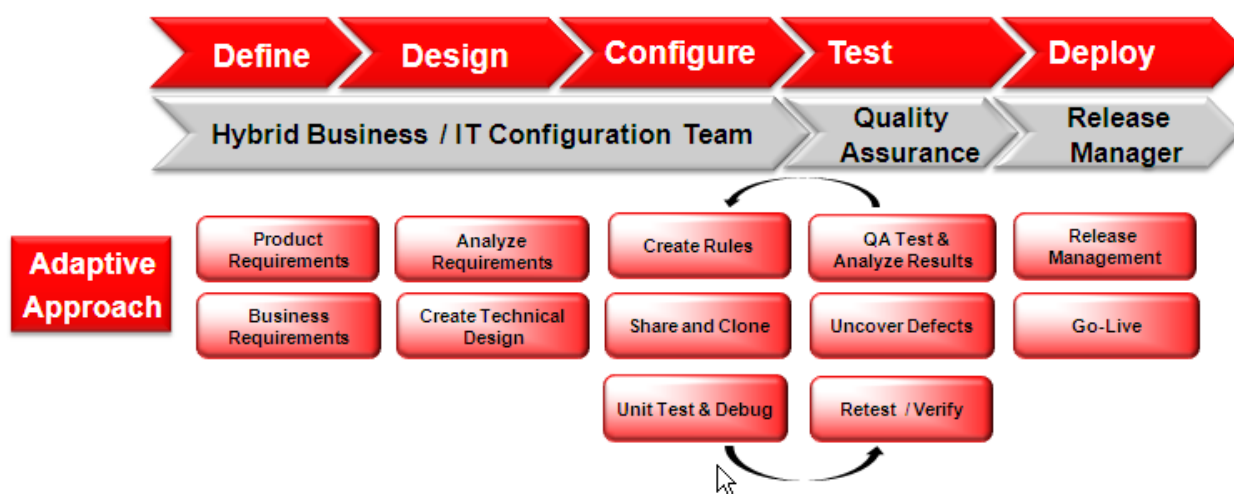 Define
Design
Configure
Test
Deploy
Hybrid Business / IT Configuration Team
Quality
Assurance
Release
Manager
Adaptive
Approach
Product
Requirements
Business
Requirements
Analyze
Requirements
Create Technical
Design
Create Rules
Share and Clone
Unit Test & Debug
QA Test &
Analyze Results
Uncover Defects
Retest / Verify
Release
Management
Go-Live